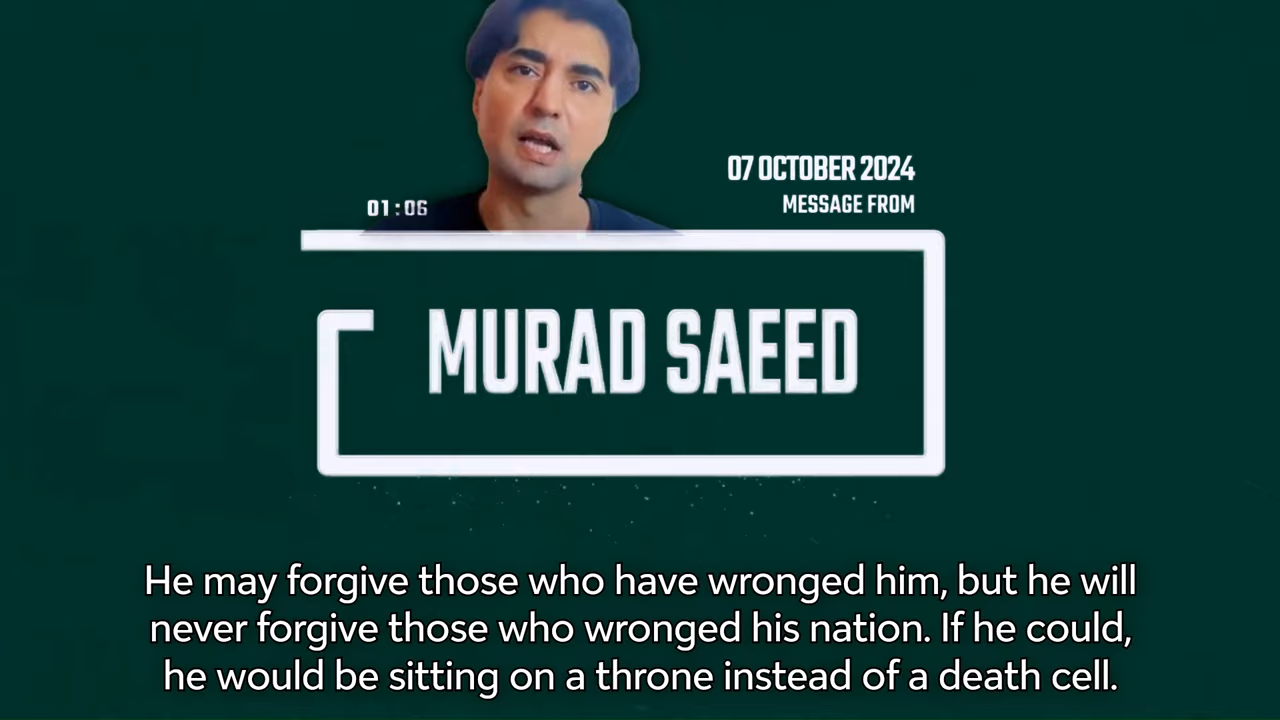 07 OCTOBER 2024
MESSAGE FROM
01:06
MURAD SAEED
He may forgive those who have wronged him, but he will
never forgive those who wronged his nation. If he could,
he would be sitting on a throne instead of a death cell.